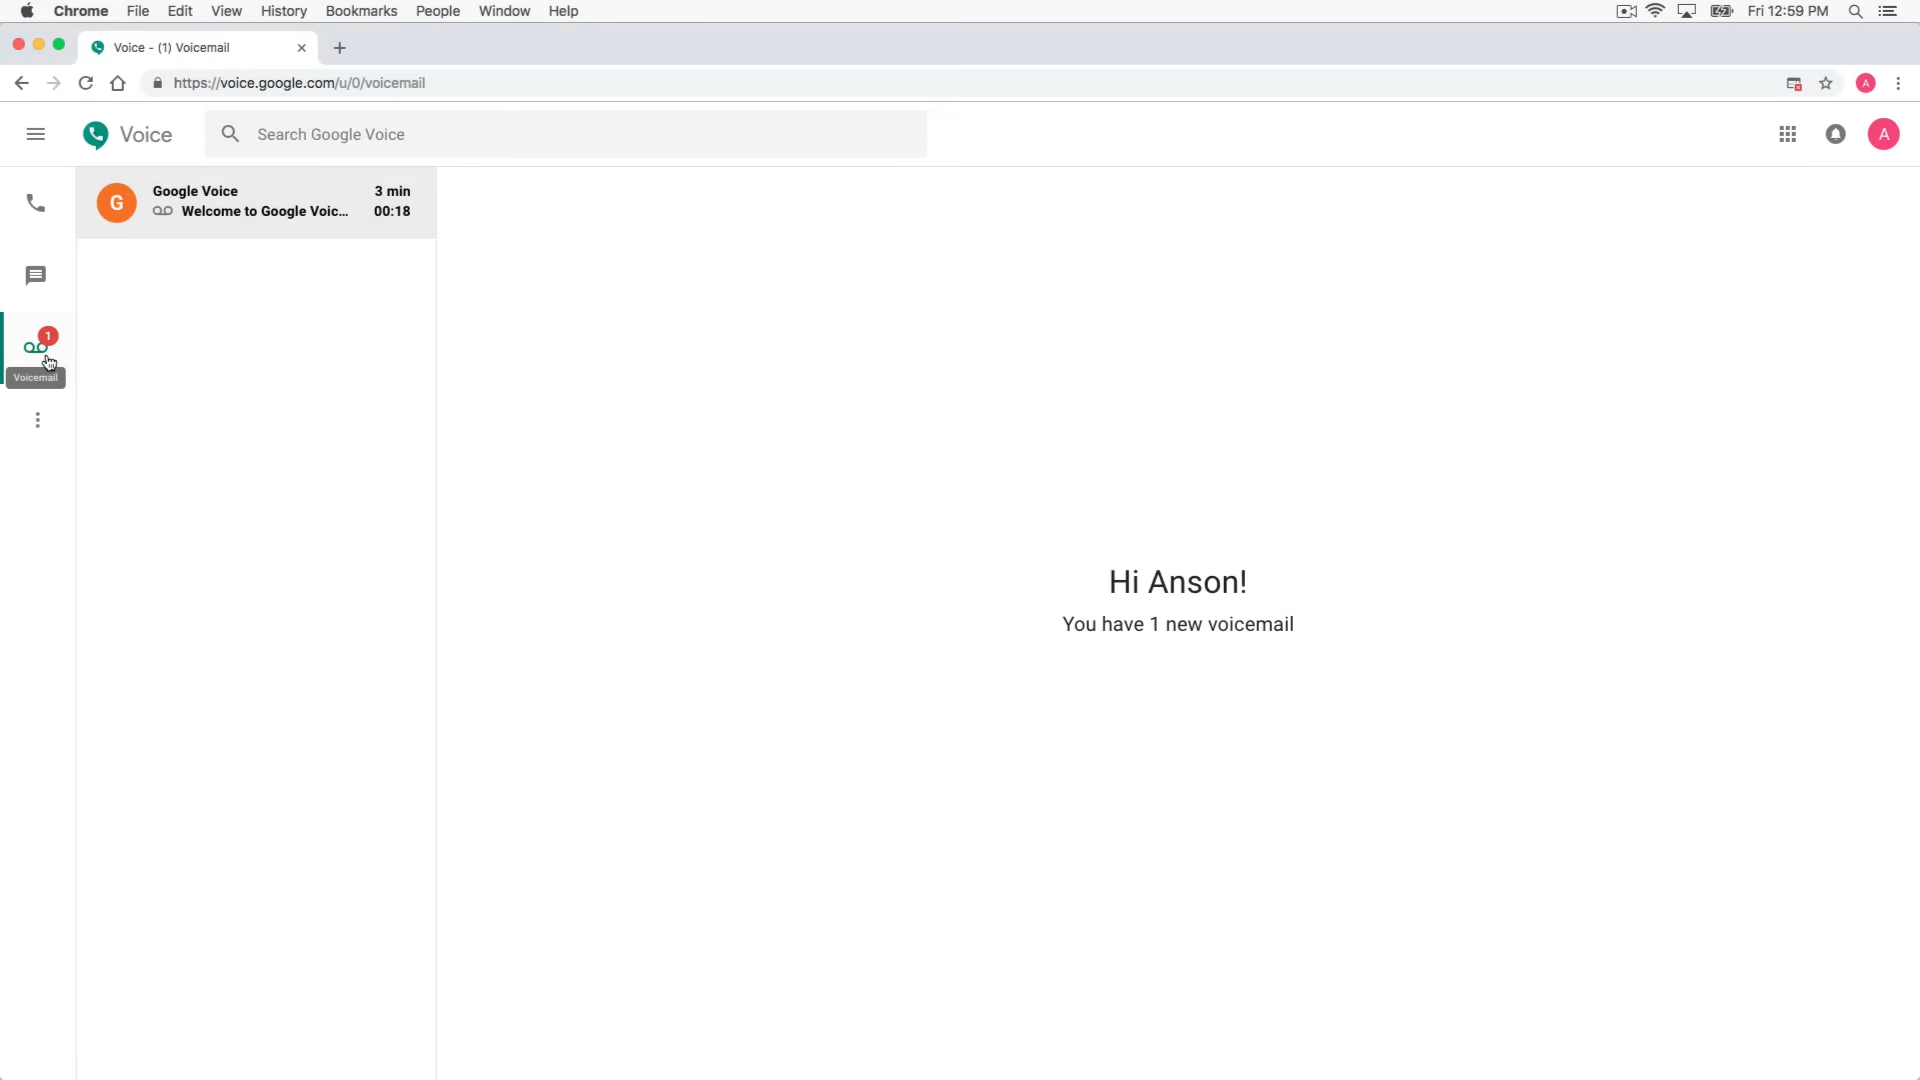 Chrome File Edit View History Bookmarks People Window Help Fri 12:59 PM
Voice - (1) Voicemail
https://voice.google.com/u/0/voicemail A
Voice Search Google Voice A
G Google Voice 3 min
Welcome to Google Voic... 00:18
1
Voicemail
Hi Anson!
You have 1 new voicemail